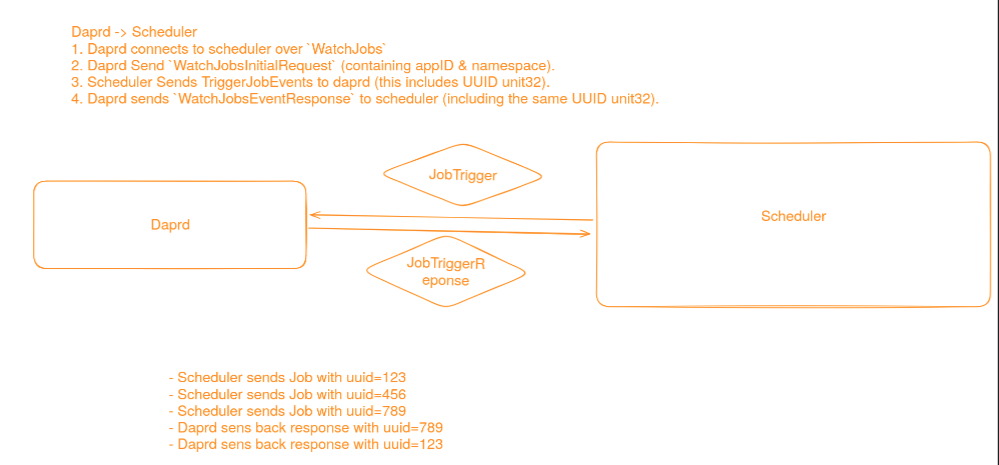 Daprd -> Scheduler
1. Daprd connects to scheduler over `WatchJobs`
2. Daprd Send `WatchJobsInitialRequest` (containing appID & namespace).
3. Scheduler Sends TriggerJobEvents to daprd (this includes UUID unit32).
4. Daprd sends `WatchJobsEventResponse` to scheduler (including the same UUID unit32).
JobTrigger
Daprd
Scheduler
JobTriggerR
eponse
- Scheduler sends Job with uuid=123
- Scheduler sends Job with uuid=456
- Scheduler sends Job with uuid=789
- Daprd sens back response with uuid=789
- Daprd sens back response with uuid=123